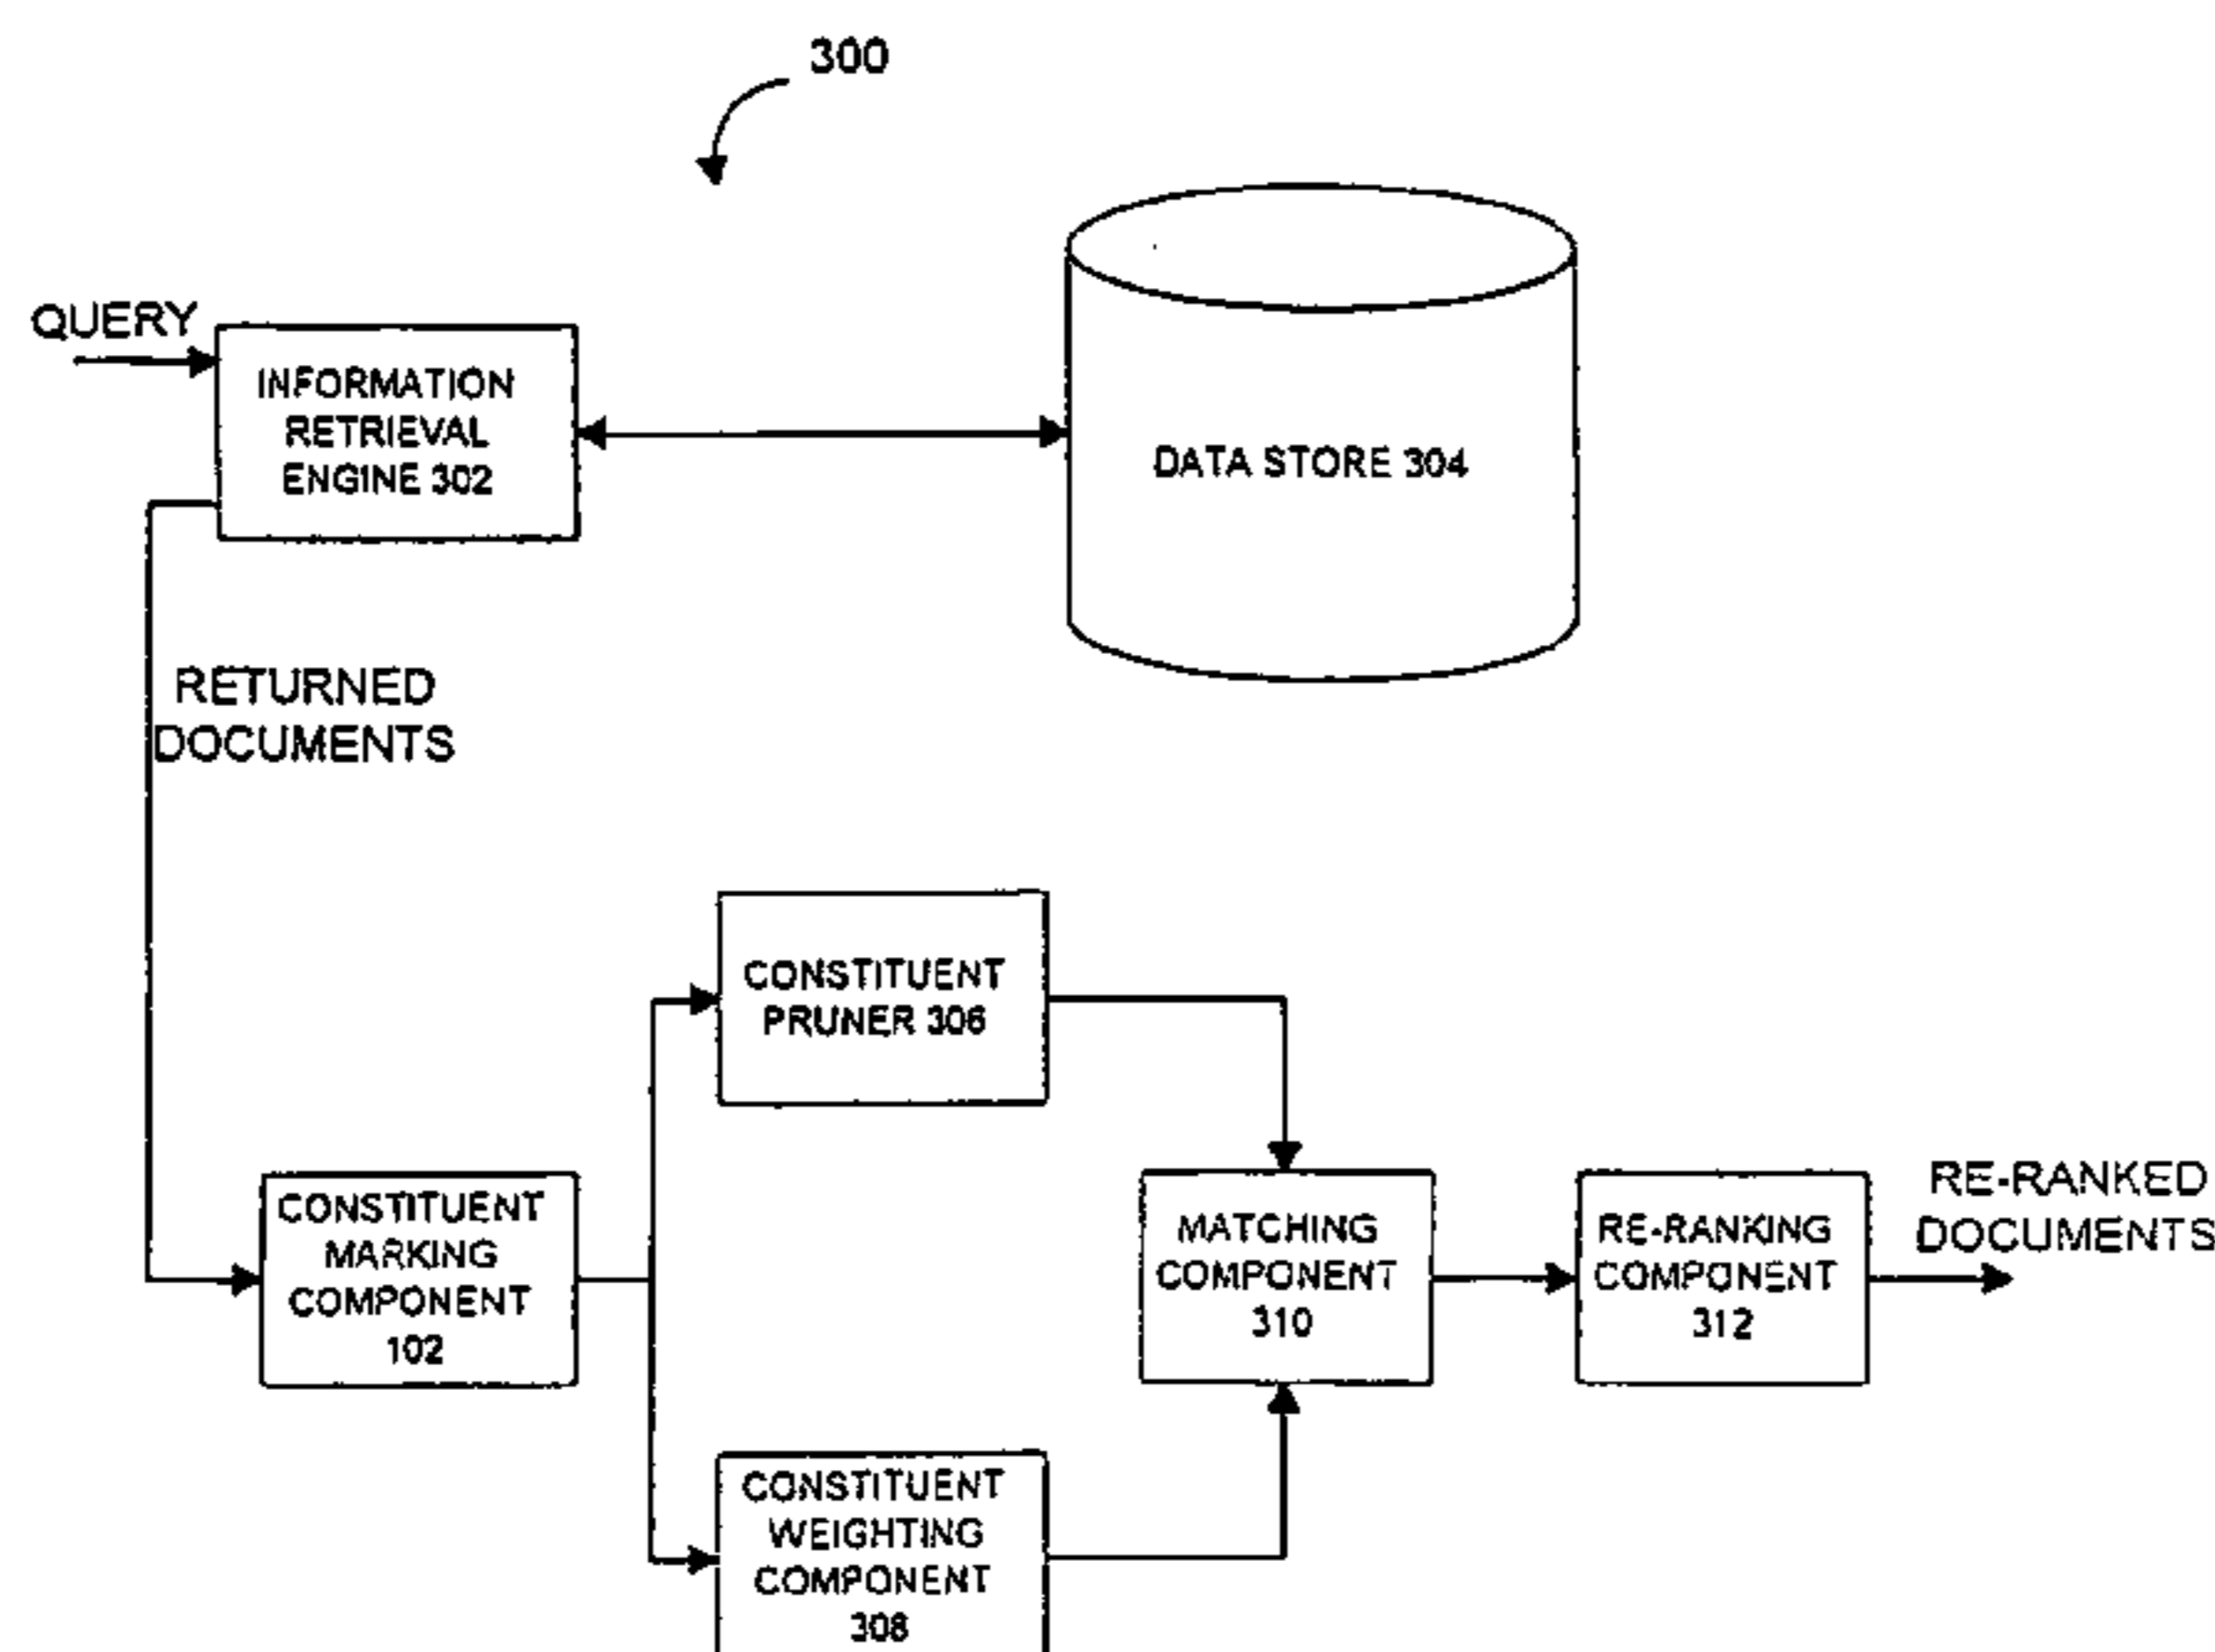 300
QUERY
INFORMATION
RETRIEVAL
ENGINE 302
DATA STORE 304
RETURNED
DOCUMENTS
CONSTITUENT
PRUNER 306
CONSTITUENT
MARKING
COMPONENT
102
MATCHING
COMPONENT
310
RE-RANKING
COMPONENT
312
RE-RANKED
DOCUMENTS
CONSTITUENT
WEIGHTING
COMPONENT
308